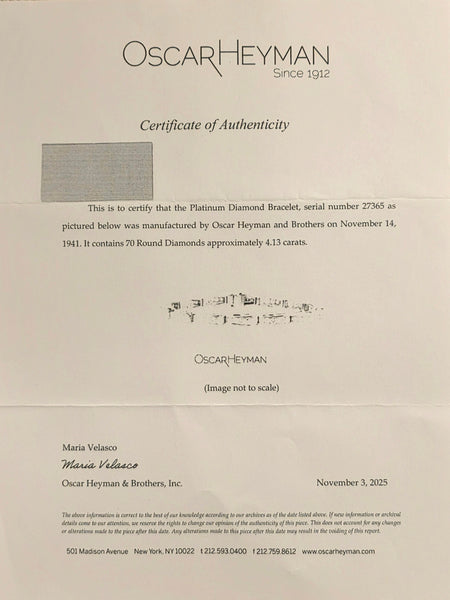 OSCARHEYMAN
Since 1912
Certificate of Authenticity
This is to certify that the Platinum Diamond Bracelet, serial number 27365 as
pictured below was manufactured by Oscar Heyman and Brothers on November 14,
1941. It contains 70 Round Diamonds approximately 4.13 carats.
OSCARHEYMAN
(Image not to scale)
Maria Velasco
Maria Velasco
Oscar Heyman & Brothers, Inc. November 3, 2025
The above information is correct to the best of our knowledge according to our archives as of the date listed above. If new information or archival
details come to our attention, we reserve the rights to change our opinion of the authenticity of this piece. This does not account for any changes
or alterations made to the piece after this date. Any alterations made to this piece after this date may result in the voiding of this report.
501 Madison Avenue New York, NY 10022 t 212.593.0400 f 212.759.8612 www.oscarheyman.com